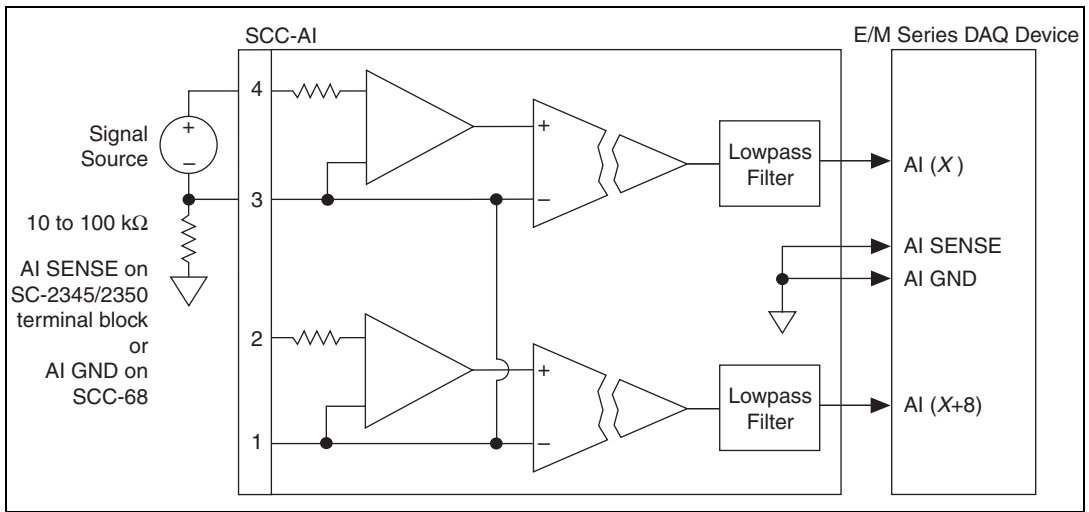 SCC-AI
E/M Series DAQ Device
4
Signal
Source
+
–
3
10 to 100 kΩ
AI SENSE on
SC-2345/2350
terminal block
or
AI GND on
SCC-68
2
1
+
–
Lowpass
Filter
AI (X)
AI SENSE
AI GND
+
–
Lowpass
Filter
AI (X+8)